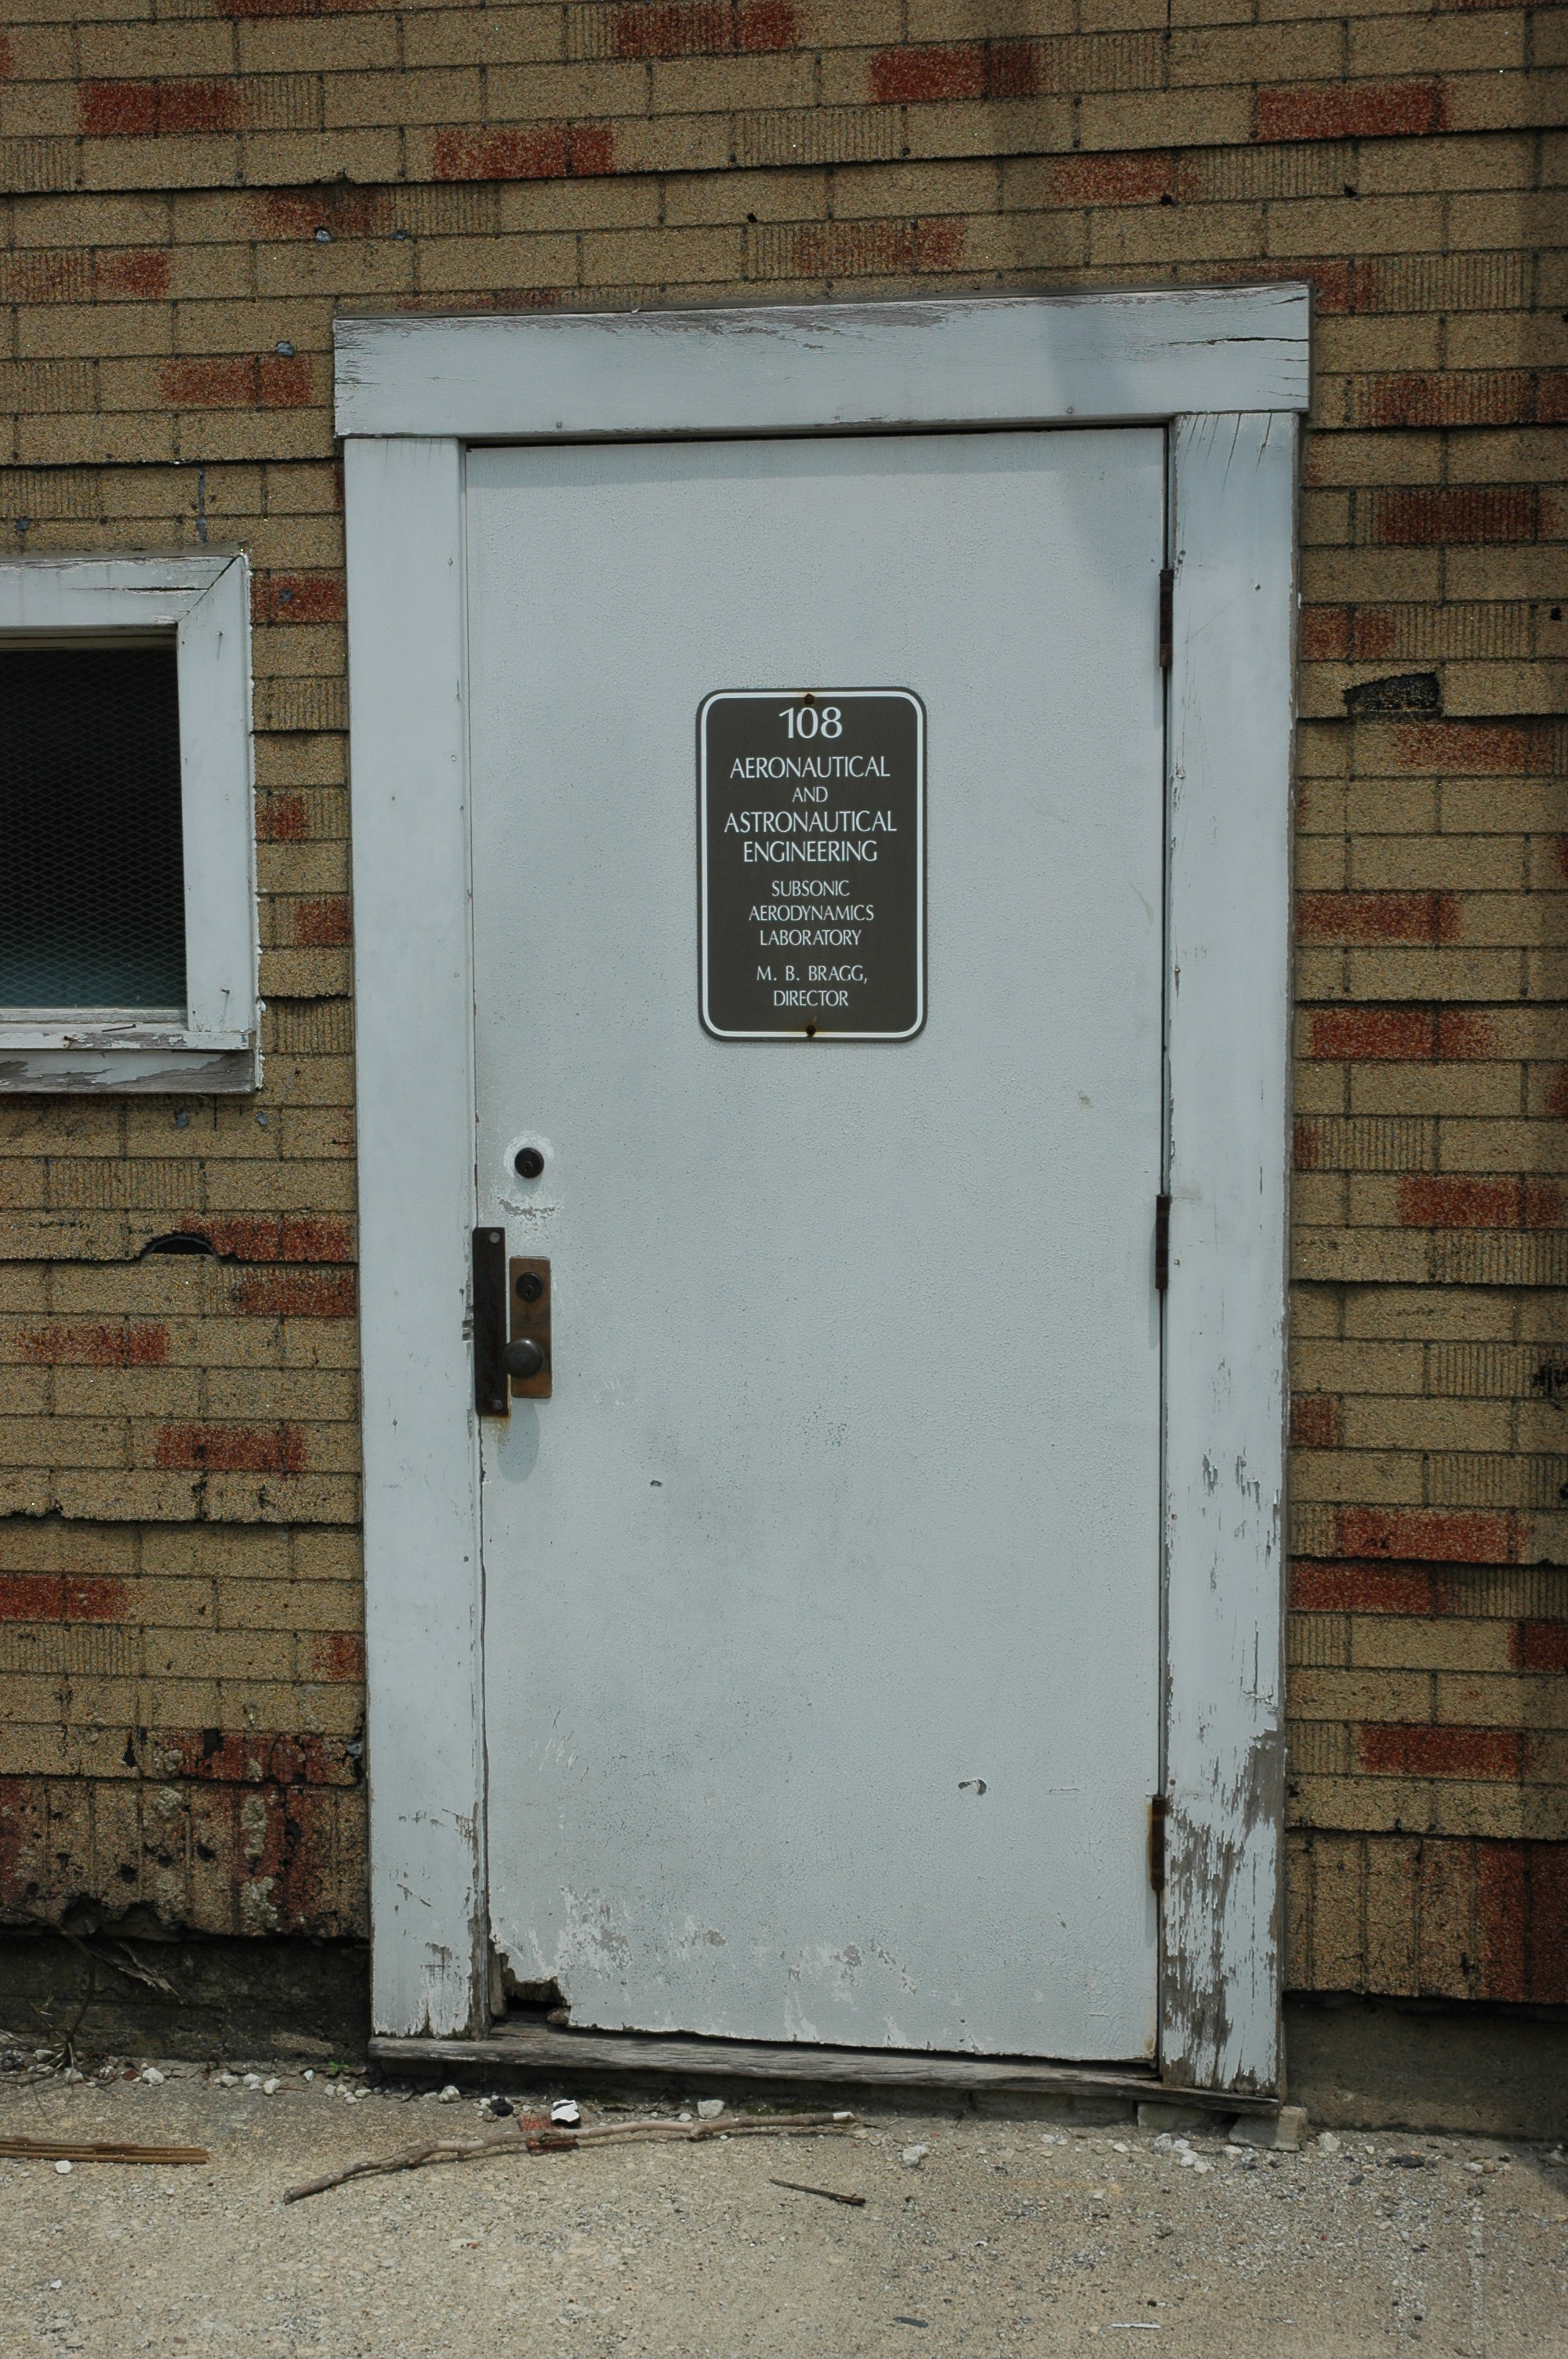 108
AERONAUTICAL
AND
ASTRONAUTICAL
ENGINEERING
SUBSONIC
AERODYNAMICS
LABORATORY
M. B. BRAGG,
DIRECTOR